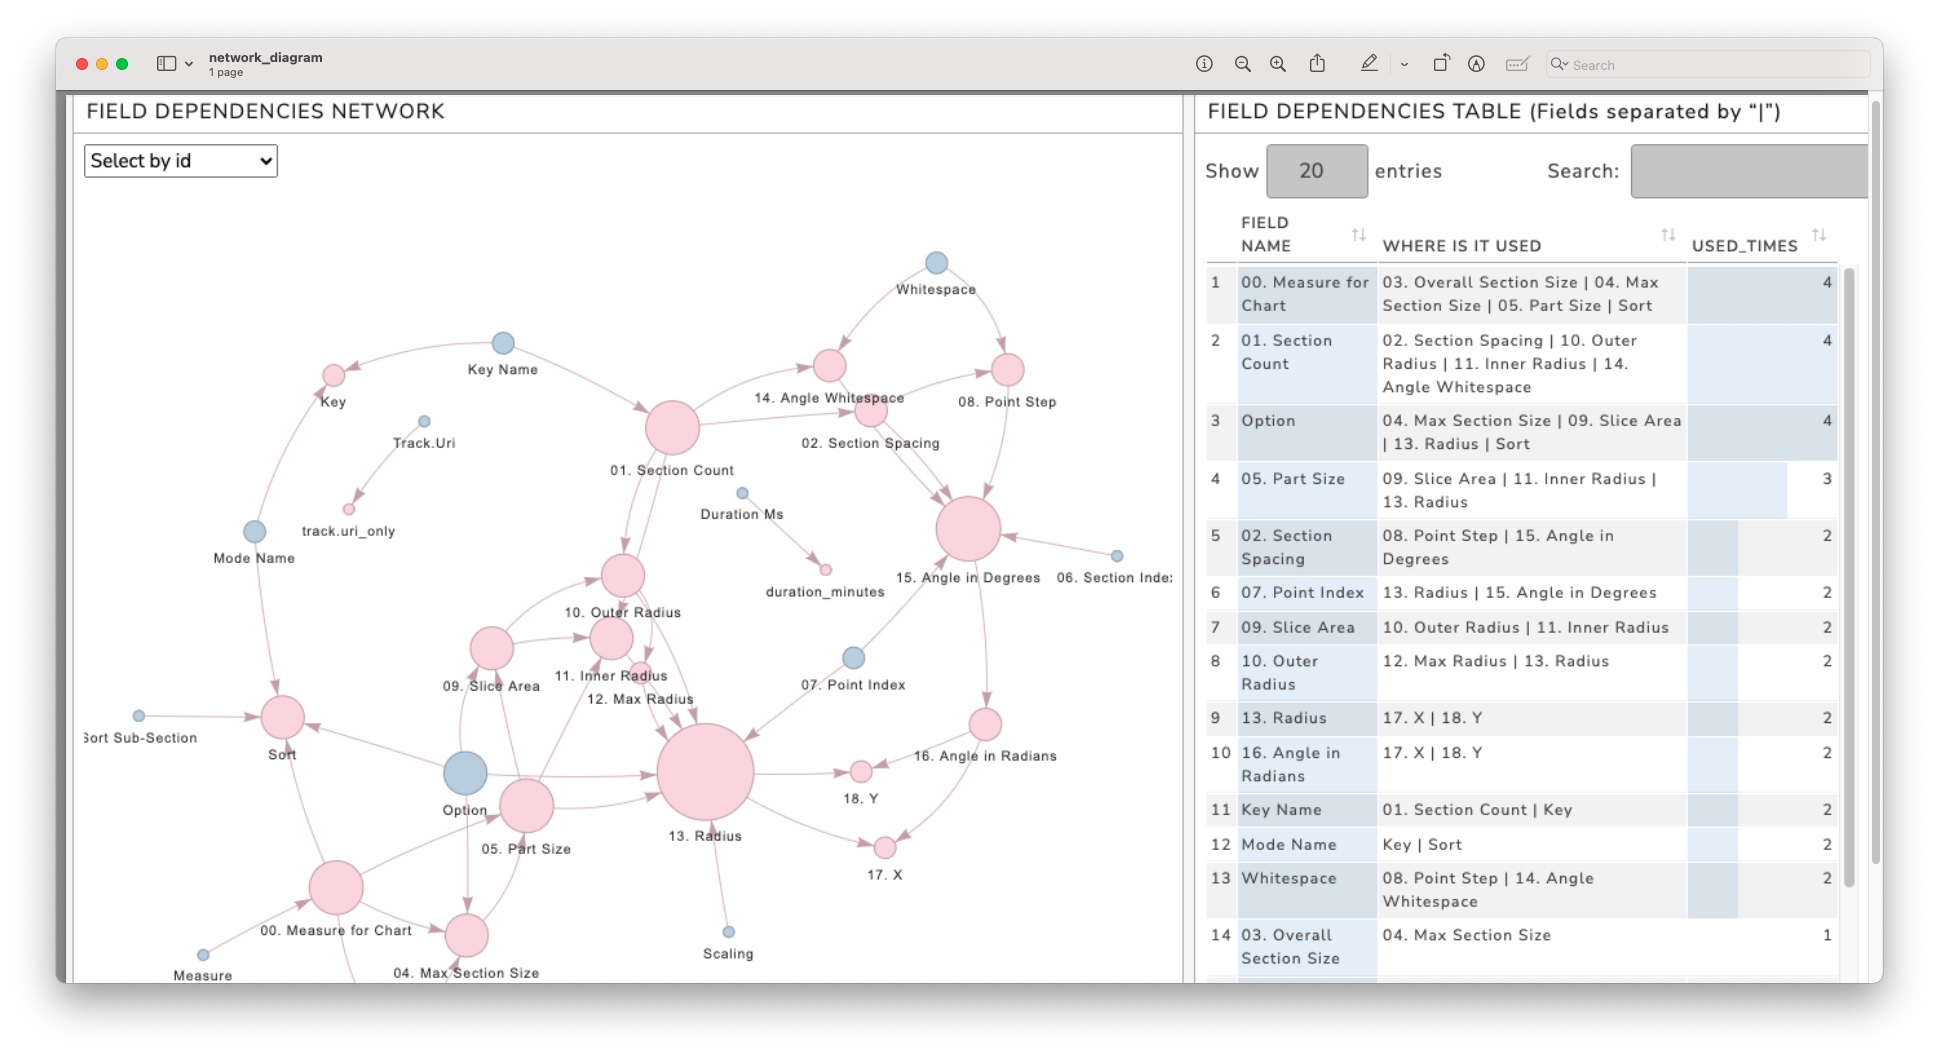 network_diagram
1 page
Search
FIELD DEPENDENCIES NETWORK
Select by id
Whitespace
Key Name
Key
14. Angle Whitespace
08. Point Step
Track.Uri
02. Section Spacing
01. Section Count
Duration Ms
track.uri_only
Mode Name
15. Angle in Degrees
06. Section Index
duration_minutes
10. Outer Radius
11. Inner Radius
09. Slice Area
07. Point Index
12. Max Radius
Sort Sub-Section
Sort
16. Angle in Radians
18. Y
Option
13. Radius
05. Part Size
17. X
00. Measure for Chart
Scaling
04. Max Section Size
Measure
FIELD DEPENDENCIES TABLE (Fields separated by “|”)
Show 20 entries Search:
FIELD
NAME WHERE IS IT USED USED_TIMES
1 00. Measure for 03. Overall Section Size | 04. Max 4
Chart Section Size | 05. Part Size | Sort
2 01. Section 02. Section Spacing | 10. Outer 4
Count Radius | 11. Inner Radius | 14.
Angle Whitespace
3 Option 04. Max Section Size | 09. Slice Area 4
| 13. Radius | Sort
4 05. Part Size 09. Slice Area | 11. Inner Radius | 3
13. Radius
5 02. Section 08. Point Step | 15. Angle in 2
Spacing Degrees
6 07. Point Index 13. Radius | 15. Angle in Degrees 2
7 09. Slice Area 10. Outer Radius | 11. Inner Radius 2
8 10. Outer 12. Max Radius | 13. Radius 2
Radius
9 13. Radius 17. X | 18. Y 2
10 16. Angle in 17. X | 18. Y 2
Radians
11 Key Name 01. Section Count | Key 2
12 Mode Name Key | Sort 2
13 Whitespace 08. Point Step | 14. Angle 2
Whitespace
14 03. Overall 04. Max Section Size 1
Section Size